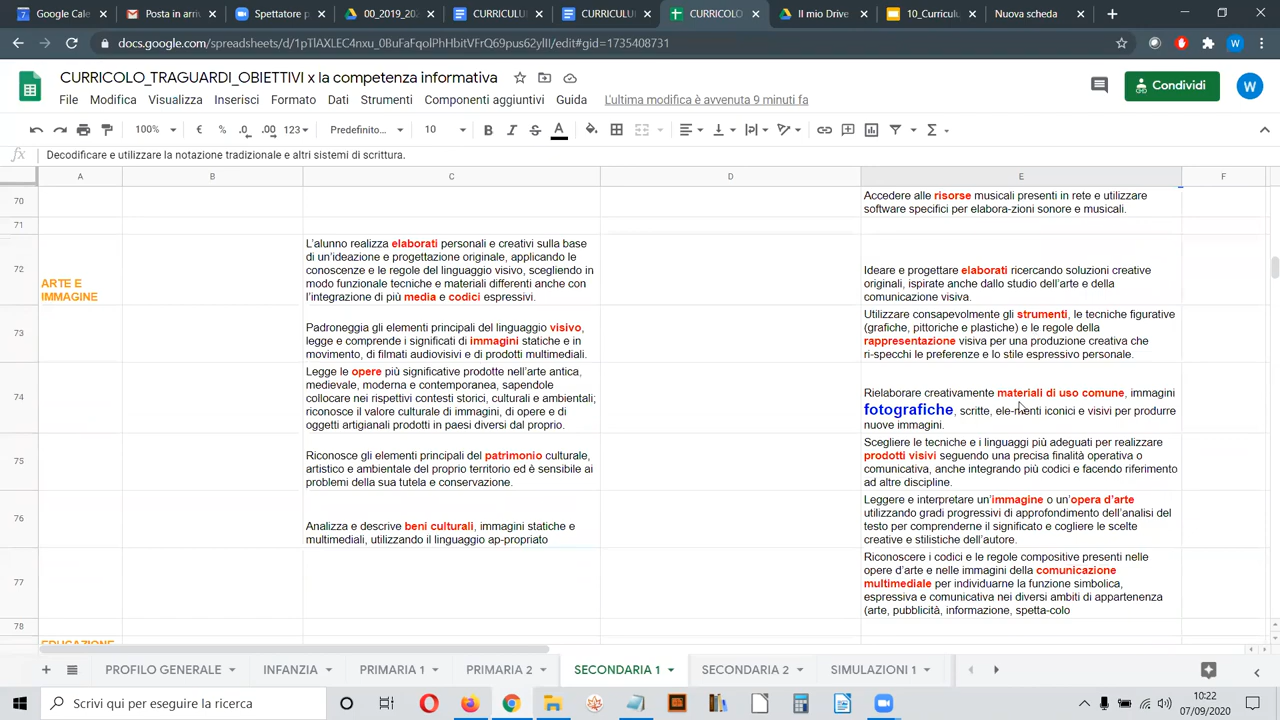 Google Cale
Posta in arri
Spettatore p
00_2019_20
CURRICULU
CURRICUL
CURRICOLO
Il mio Drive
10_Curriculu
Nuova scheda
docs.google.com/spreadsheets/d/1pTlAXLEC4nxu_0BuFaFqolPhHbitVFrQ69pus62ylII/edit#gid=1735408731
CURRICOLO_TRAGUARDI_OBIETTIVI x la competenza informativa
Condividi
W
File Modifica Visualizza Inserisci Formato Dati Strumenti Componenti aggiuntivi Guida L'ultima modifica è avvenuta 9 minuti fa
100% € % .0 .00 123 Predefinito... 10 B I S A
fx Decodificare e utilizzare la notazione tradizionale e altri sistemi di scrittura.
A B C D E F
70
Accedere alle risorse musicali presenti in rete e utilizzare
software specifici per elabora-zioni sonore e musicali.
71
72
ARTE E
IMMAGINE
L'alunno realizza elaborati personali e creativi sulla base
di un'ideazione e progettazione originale, applicando le
conoscenze e le regole del linguaggio visivo, scegliendo in
modo funzionale tecniche e materiali differenti anche con
l'integrazione di più media e codici espressivi.
Ideare e progettare elaborati ricercando soluzioni creative
originali, ispirate anche dallo studio dell'arte e della
comunicazione visiva.
73
Padroneggia gli elementi principali del linguaggio visivo,
legge e comprende i significati di immagini statiche e in
movimento, di filmati audiovisivi e di prodotti multimediali.
Utilizzare consapevolmente gli strumenti, le tecniche figurative
(grafiche, pittoriche e plastiche) e le regole della
rappresentazione visiva per una produzione creativa che
ri-specchi le preferenze e lo stile espressivo personale.
74
Legge le opere più significative prodotte nell'arte antica,
medievale, moderna e contemporanea, sapendole
collocare nei rispettivi contesti storici, culturali e ambientali;
riconosce il valore culturale di immagini, di opere e di
oggetti artigianali prodotti in paesi diversi dal proprio.
Rielaborare creativamente materiali di uso comune, immagini
fotografiche, scritte, ele-menti iconici e visivi per produrre
nuove immagini.
75
Riconosce gli elementi principali del patrimonio culturale,
artistico e ambientale del proprio territorio ed è sensibile ai
problemi della sua tutela e conservazione.
Scegliere le tecniche e i linguaggi più adeguati per realizzare
prodotti visivi seguendo una precisa finalità operativa o
comunicativa, anche integrando più codici e facendo riferimento
ad altre discipline.
76
Analizza e descrive beni culturali, immagini statiche e
multimediali, utilizzando il linguaggio ap-propriato
Leggere e interpretare un'immagine o un'opera d'arte
utilizzando gradi progressivi di approfondimento dell'analisi del
testo per comprenderne il significato e cogliere le scelte
creative e stilistiche dell'autore.
77
Riconoscere i codici e le regole compositive presenti nelle
opere d'arte e nelle immagini della comunicazione
multimediale per individuarne la funzione simbolica,
espressiva e comunicativa nei diversi ambiti di appartenenza
(arte, pubblicità, informazione, spetta-colo
78
EDUCAZIONE
PROFILO GENERALE INFANZIA PRIMARIA 1 PRIMARIA 2 SECONDARIA 1 SECONDARIA 2 SIMULAZIONI 1
Scrivi qui per eseguire la ricerca
10:22
07/09/2020